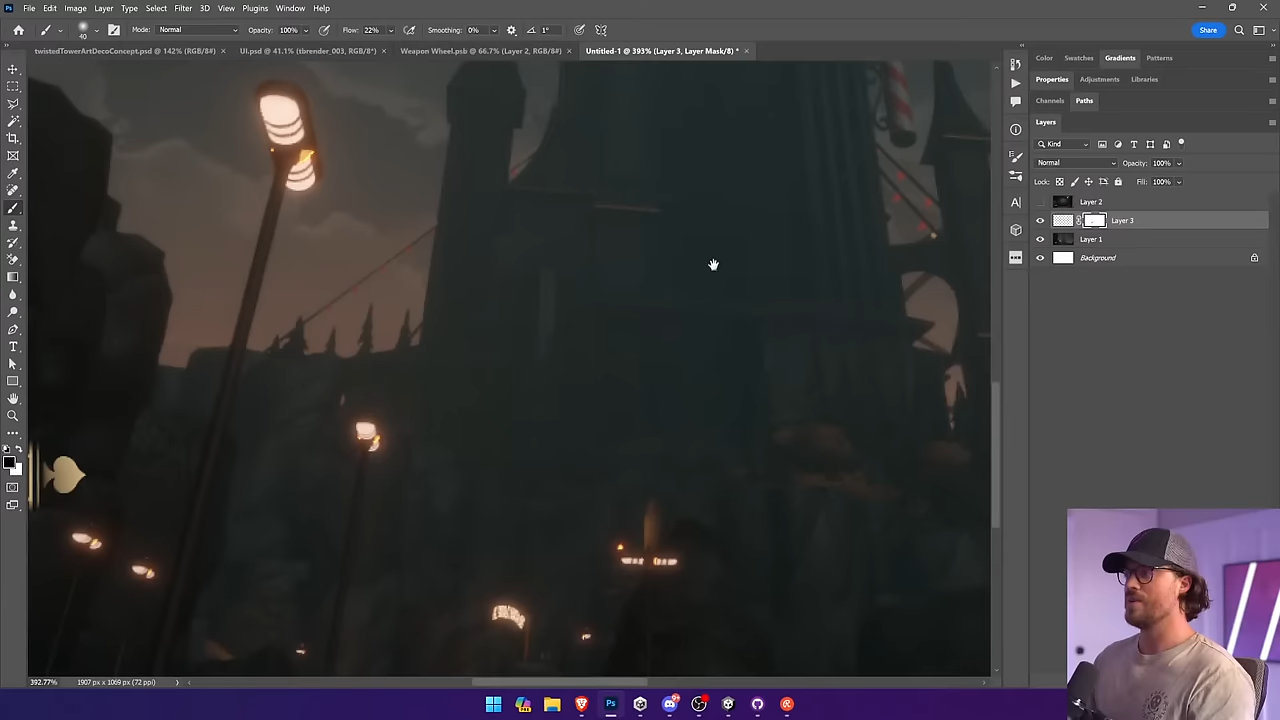 Ps File Edit Image Layer Type Select Filter 3D View Plugins Window Help
40 Mode: Normal Opacity: 100% Flow: 22% Smoothing: 0% 1° Share
twistedTowerArtDecoConcept.psd @ 142% (RGB/8#) × UI.psd @ 41.1% (tbrender_003, RGB/8*) × Weapon Wheel.psb @ 66.7% (Layer 2, RGB/8#) × Untitled-1 @ 393% (Layer 3, Layer Mask/8) * ×
Color Swatches Gradients Patterns
Properties Adjustments Libraries
Channels Paths
Layers
Kind
Normal Opacity: 100%
Lock: Fill: 100%
Layer 2
Layer 3
Layer 1
Background
392.77% 1907 px x 1069 px (72 ppi)
Ps